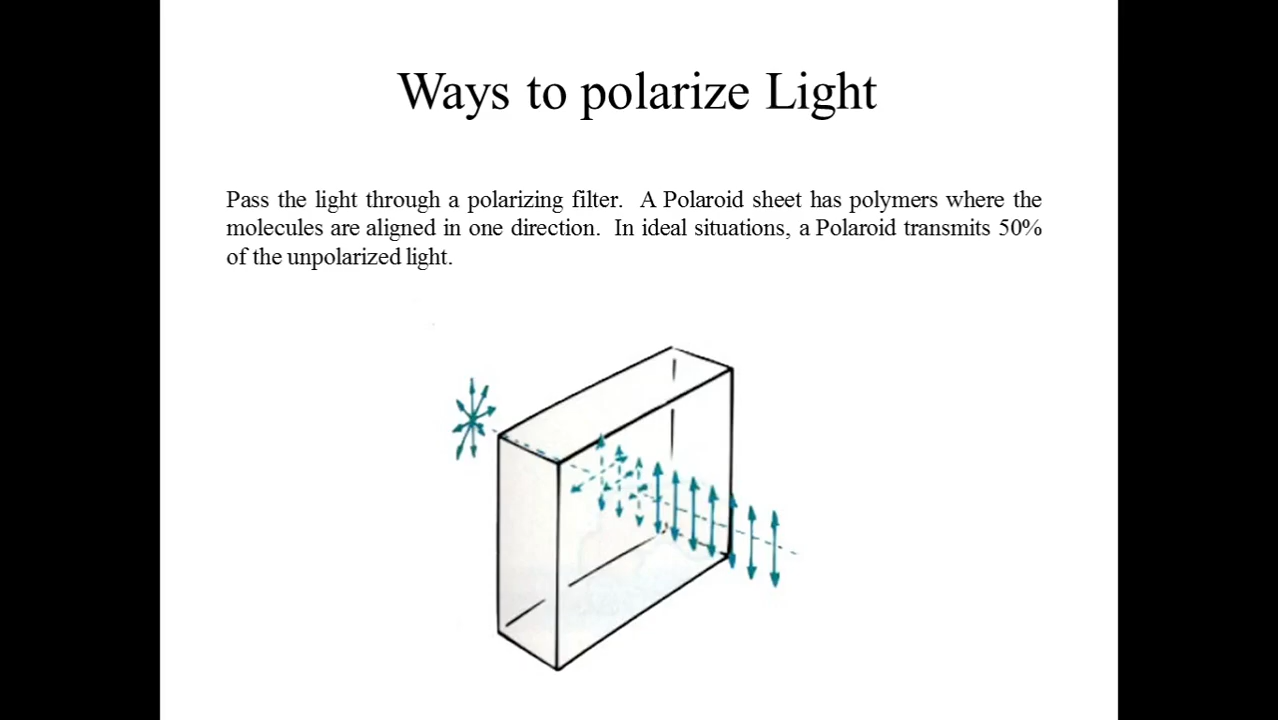 Ways to polarize Light
Pass the light through a polarizing filter. A Polaroid sheet has polymers where the
molecules are aligned in one direction. In ideal situations, a Polaroid transmits 50%
of the unpolarized light.